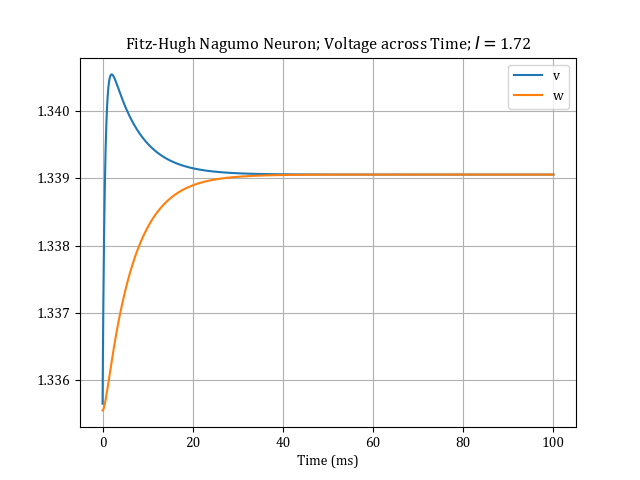 Fitz-Hugh Nagumo Neuron; Voltage across Time; I = 1.72
v
w
1.340
1.339
1.338
1.337
1.336
0 20 40 60 80 100
Time (ms)